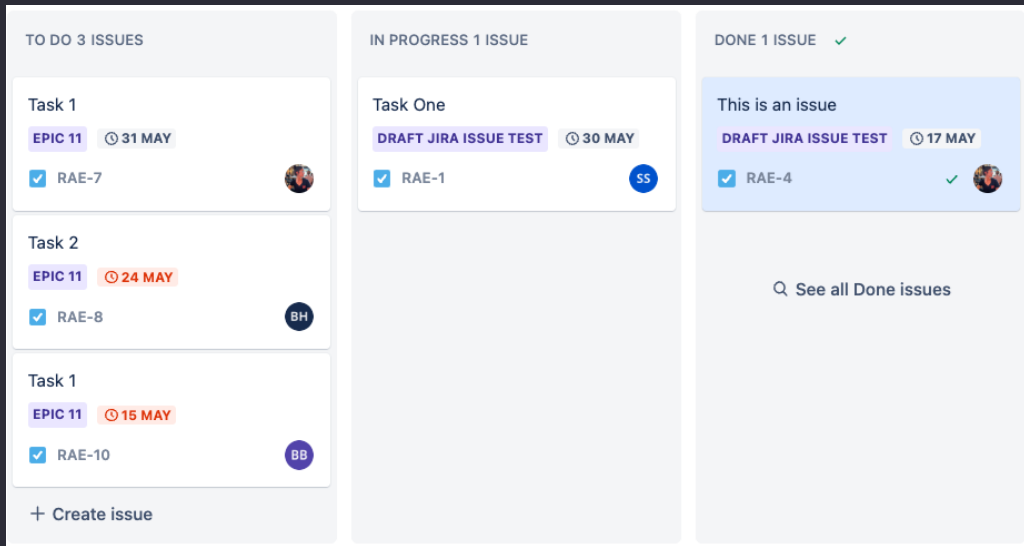 TO DO 3 ISSUES
Task 1
EPIC 11 31 MAY
RAE-7
Task 2
EPIC 11 24 MAY
RAE-8 BH
Task 1
EPIC 11 15 MAY
RAE-10 BB
+ Create issue
IN PROGRESS 1 ISSUE
Task One
DRAFT JIRA ISSUE TEST 30 MAY
RAE-1 SS
DONE 1 ISSUE
This is an issue
DRAFT JIRA ISSUE TEST 17 MAY
RAE-4
See all Done issues